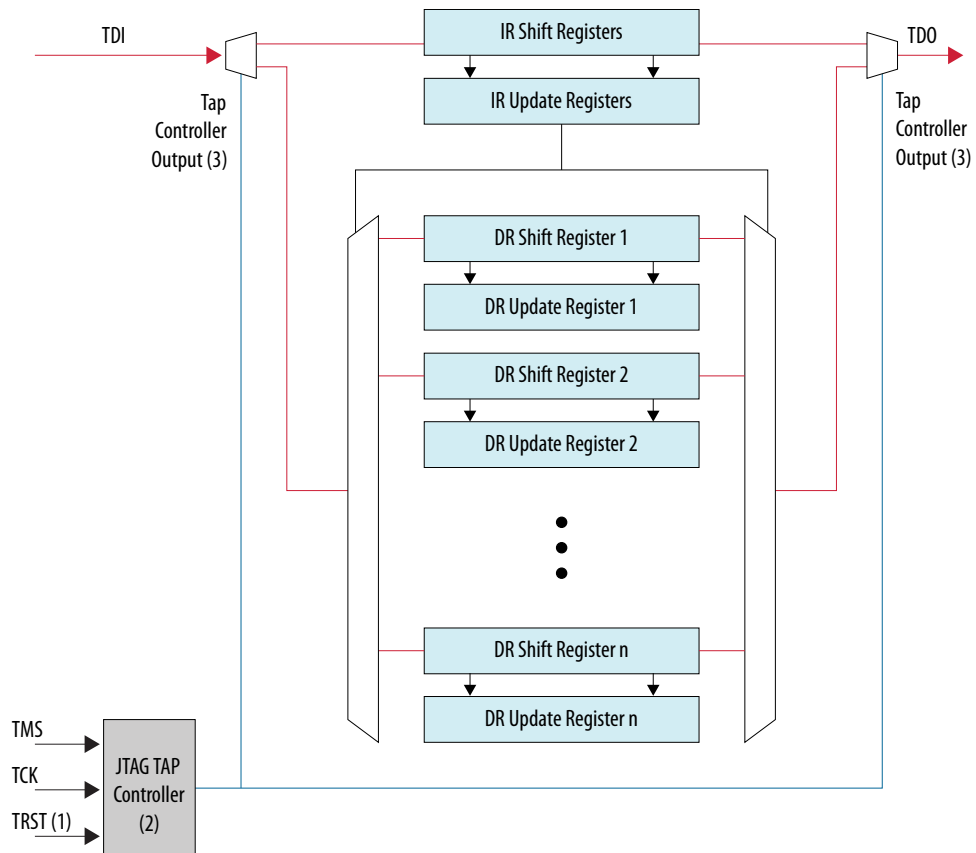 TDI
IR Shift Registers
TDO
IR Update Registers
Tap
Controller
Output (3)
Tap
Controller
Output (3)
DR Shift Register 1
DR Update Register 1
DR Shift Register 2
DR Update Register 2
DR Shift Register n
DR Update Register n
TMS
TCK
TRST (1)
JTAG TAP
Controller
(2)